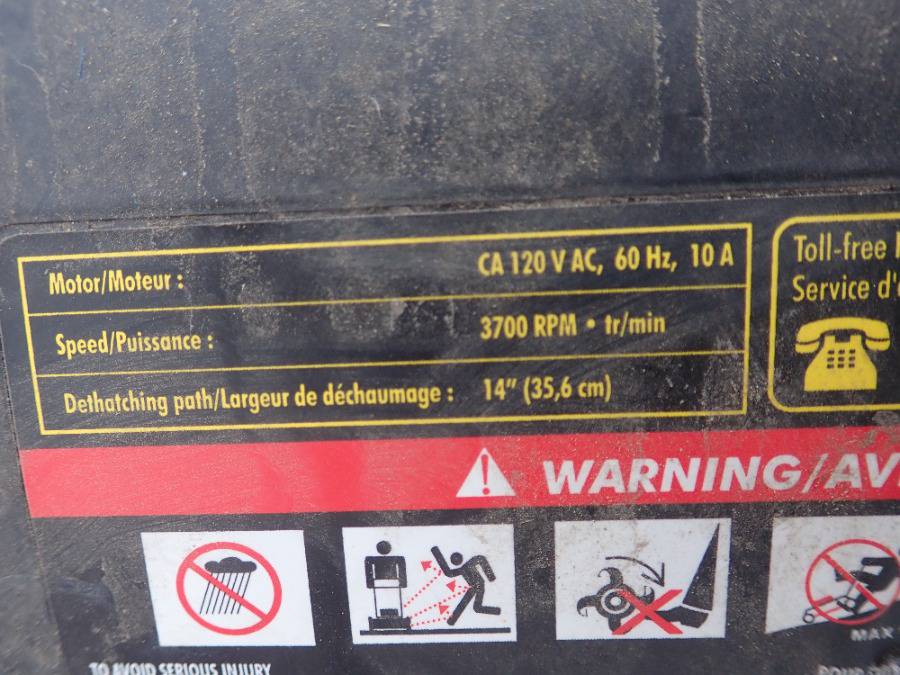 Motor/Moteur : CA 120 V AC, 60 Hz, 10 A
Speed/Puissance : 3700 RPM • tr/min
Dethatching path/Largeur de déchaumage : 14" (35,6 cm)
Toll-free
Service d'
WARNING/AV
MAX
TO AVOID SERIOUS INJURY